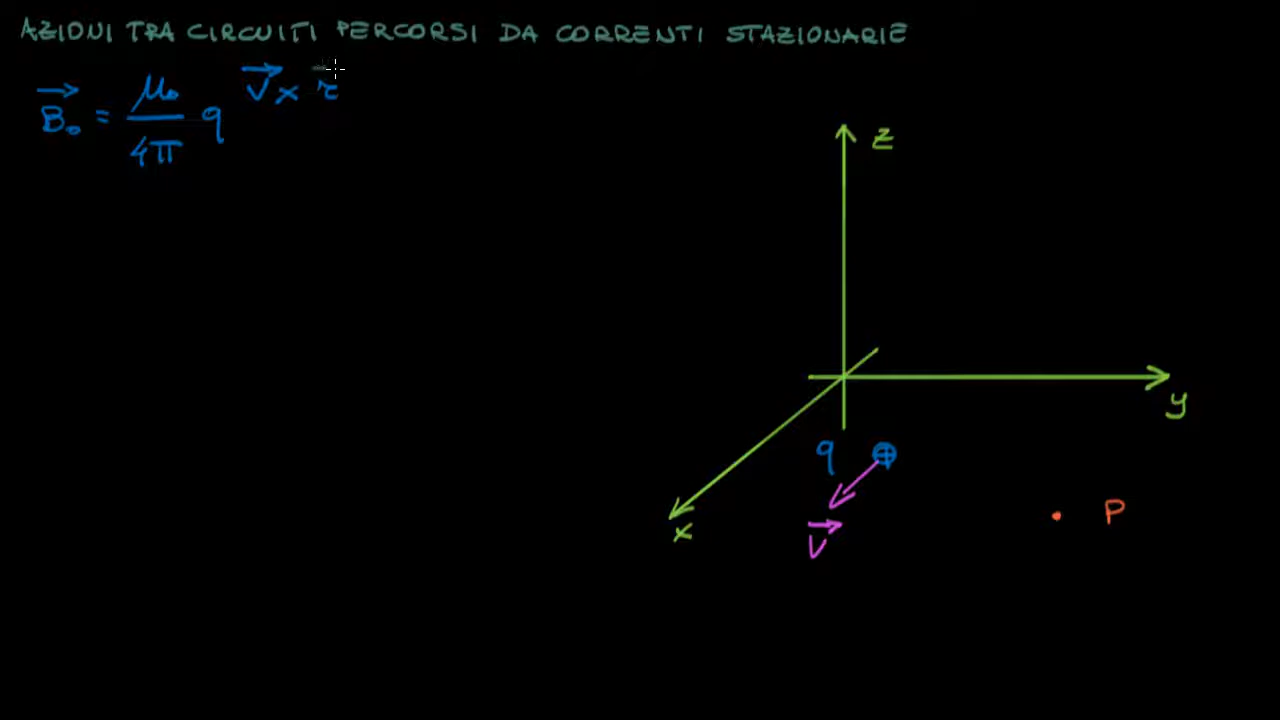 AZIONI TRA CIRCUITI PERCORSI DA CORRENTI STAZIONARIE
B₀ = μ₀/4π q v × r
z
y
q
x
P
v